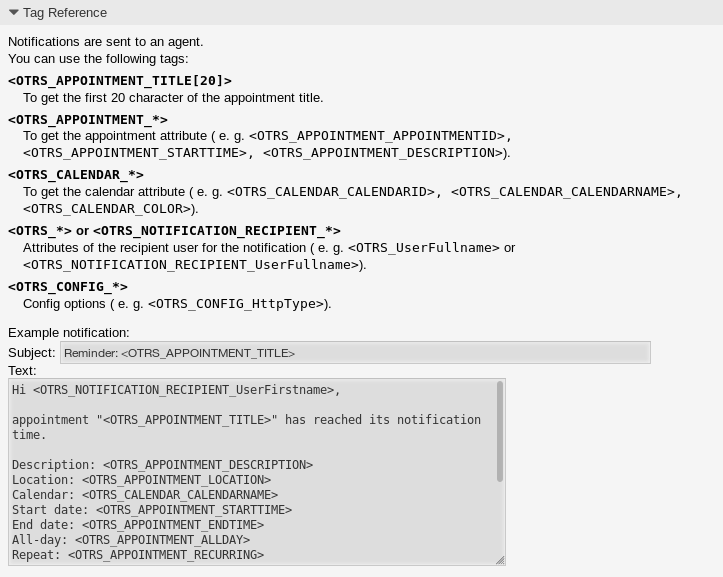 Tag Reference
Notifications are sent to an agent.
You can use the following tags:
<OTRS_APPOINTMENT_TITLE[20]>
To get the first 20 character of the appointment title.
<OTRS_APPOINTMENT_*>
To get the appointment attribute ( e. g. <OTRS_APPOINTMENT_APPOINTMENTID>,
<OTRS_APPOINTMENT_STARTTIME>, <OTRS_APPOINTMENT_DESCRIPTION>).
<OTRS_CALENDAR_*>
To get the calendar attribute ( e. g. <OTRS_CALENDAR_CALENDARID>, <OTRS_CALENDAR_CALENDARNAME>,
<OTRS_CALENDAR_COLOR>).
<OTRS_*> or <OTRS_NOTIFICATION_RECIPIENT_*>
Attributes of the recipient user for the notification ( e. g. <OTRS_UserFullname> or
<OTRS_NOTIFICATION_RECIPIENT_UserFullname>).
<OTRS_CONFIG_*>
Config options ( e. g. <OTRS_CONFIG_HttpType>).
Example notification:
Subject: Reminder: <OTRS_APPOINTMENT_TITLE>
Text:
Hi <OTRS_NOTIFICATION_RECIPIENT_UserFirstname>,
appointment "<OTRS_APPOINTMENT_TITLE>" has reached its notification
time.
Description: <OTRS_APPOINTMENT_DESCRIPTION>
Location: <OTRS_APPOINTMENT_LOCATION>
Calendar: <OTRS_CALENDAR_CALENDARNAME>
Start date: <OTRS_APPOINTMENT_STARTTIME>
End date: <OTRS_APPOINTMENT_ENDTIME>
All-day: <OTRS_APPOINTMENT_ALLDAY>
Repeat: <OTRS_APPOINTMENT_RECURRING>